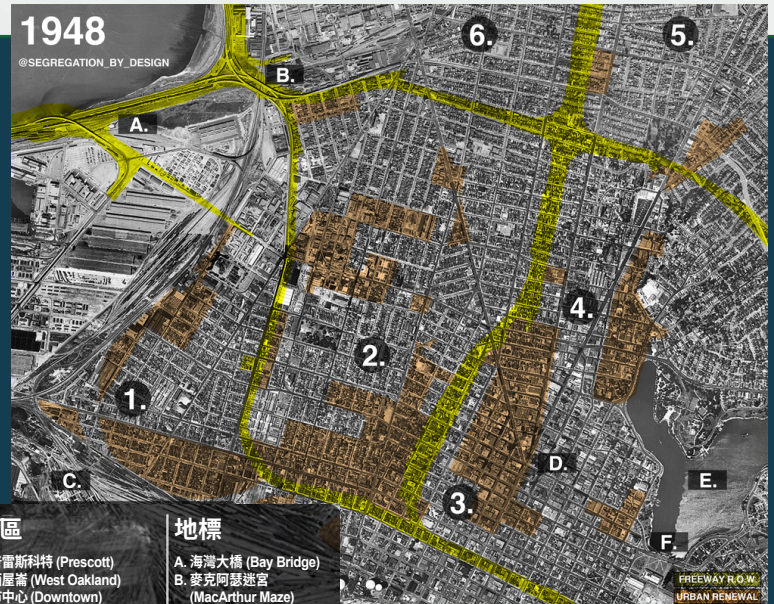 1948
@SEGREGATION_BY_DESIGN
6.
5.
B.
A.
4.
2.
1.
D.
C.
E.
3.
F.
區
雷斯科特 (Prescott)
屋崙 (West Oakland)
中心 (Downtown)
地標
A. 海灣大橋 (Bay Bridge)
B. 麥克阿瑟迷宮
(MacArthur Maze)
FREEWAY R.O.W.
URBAN RENEWAL